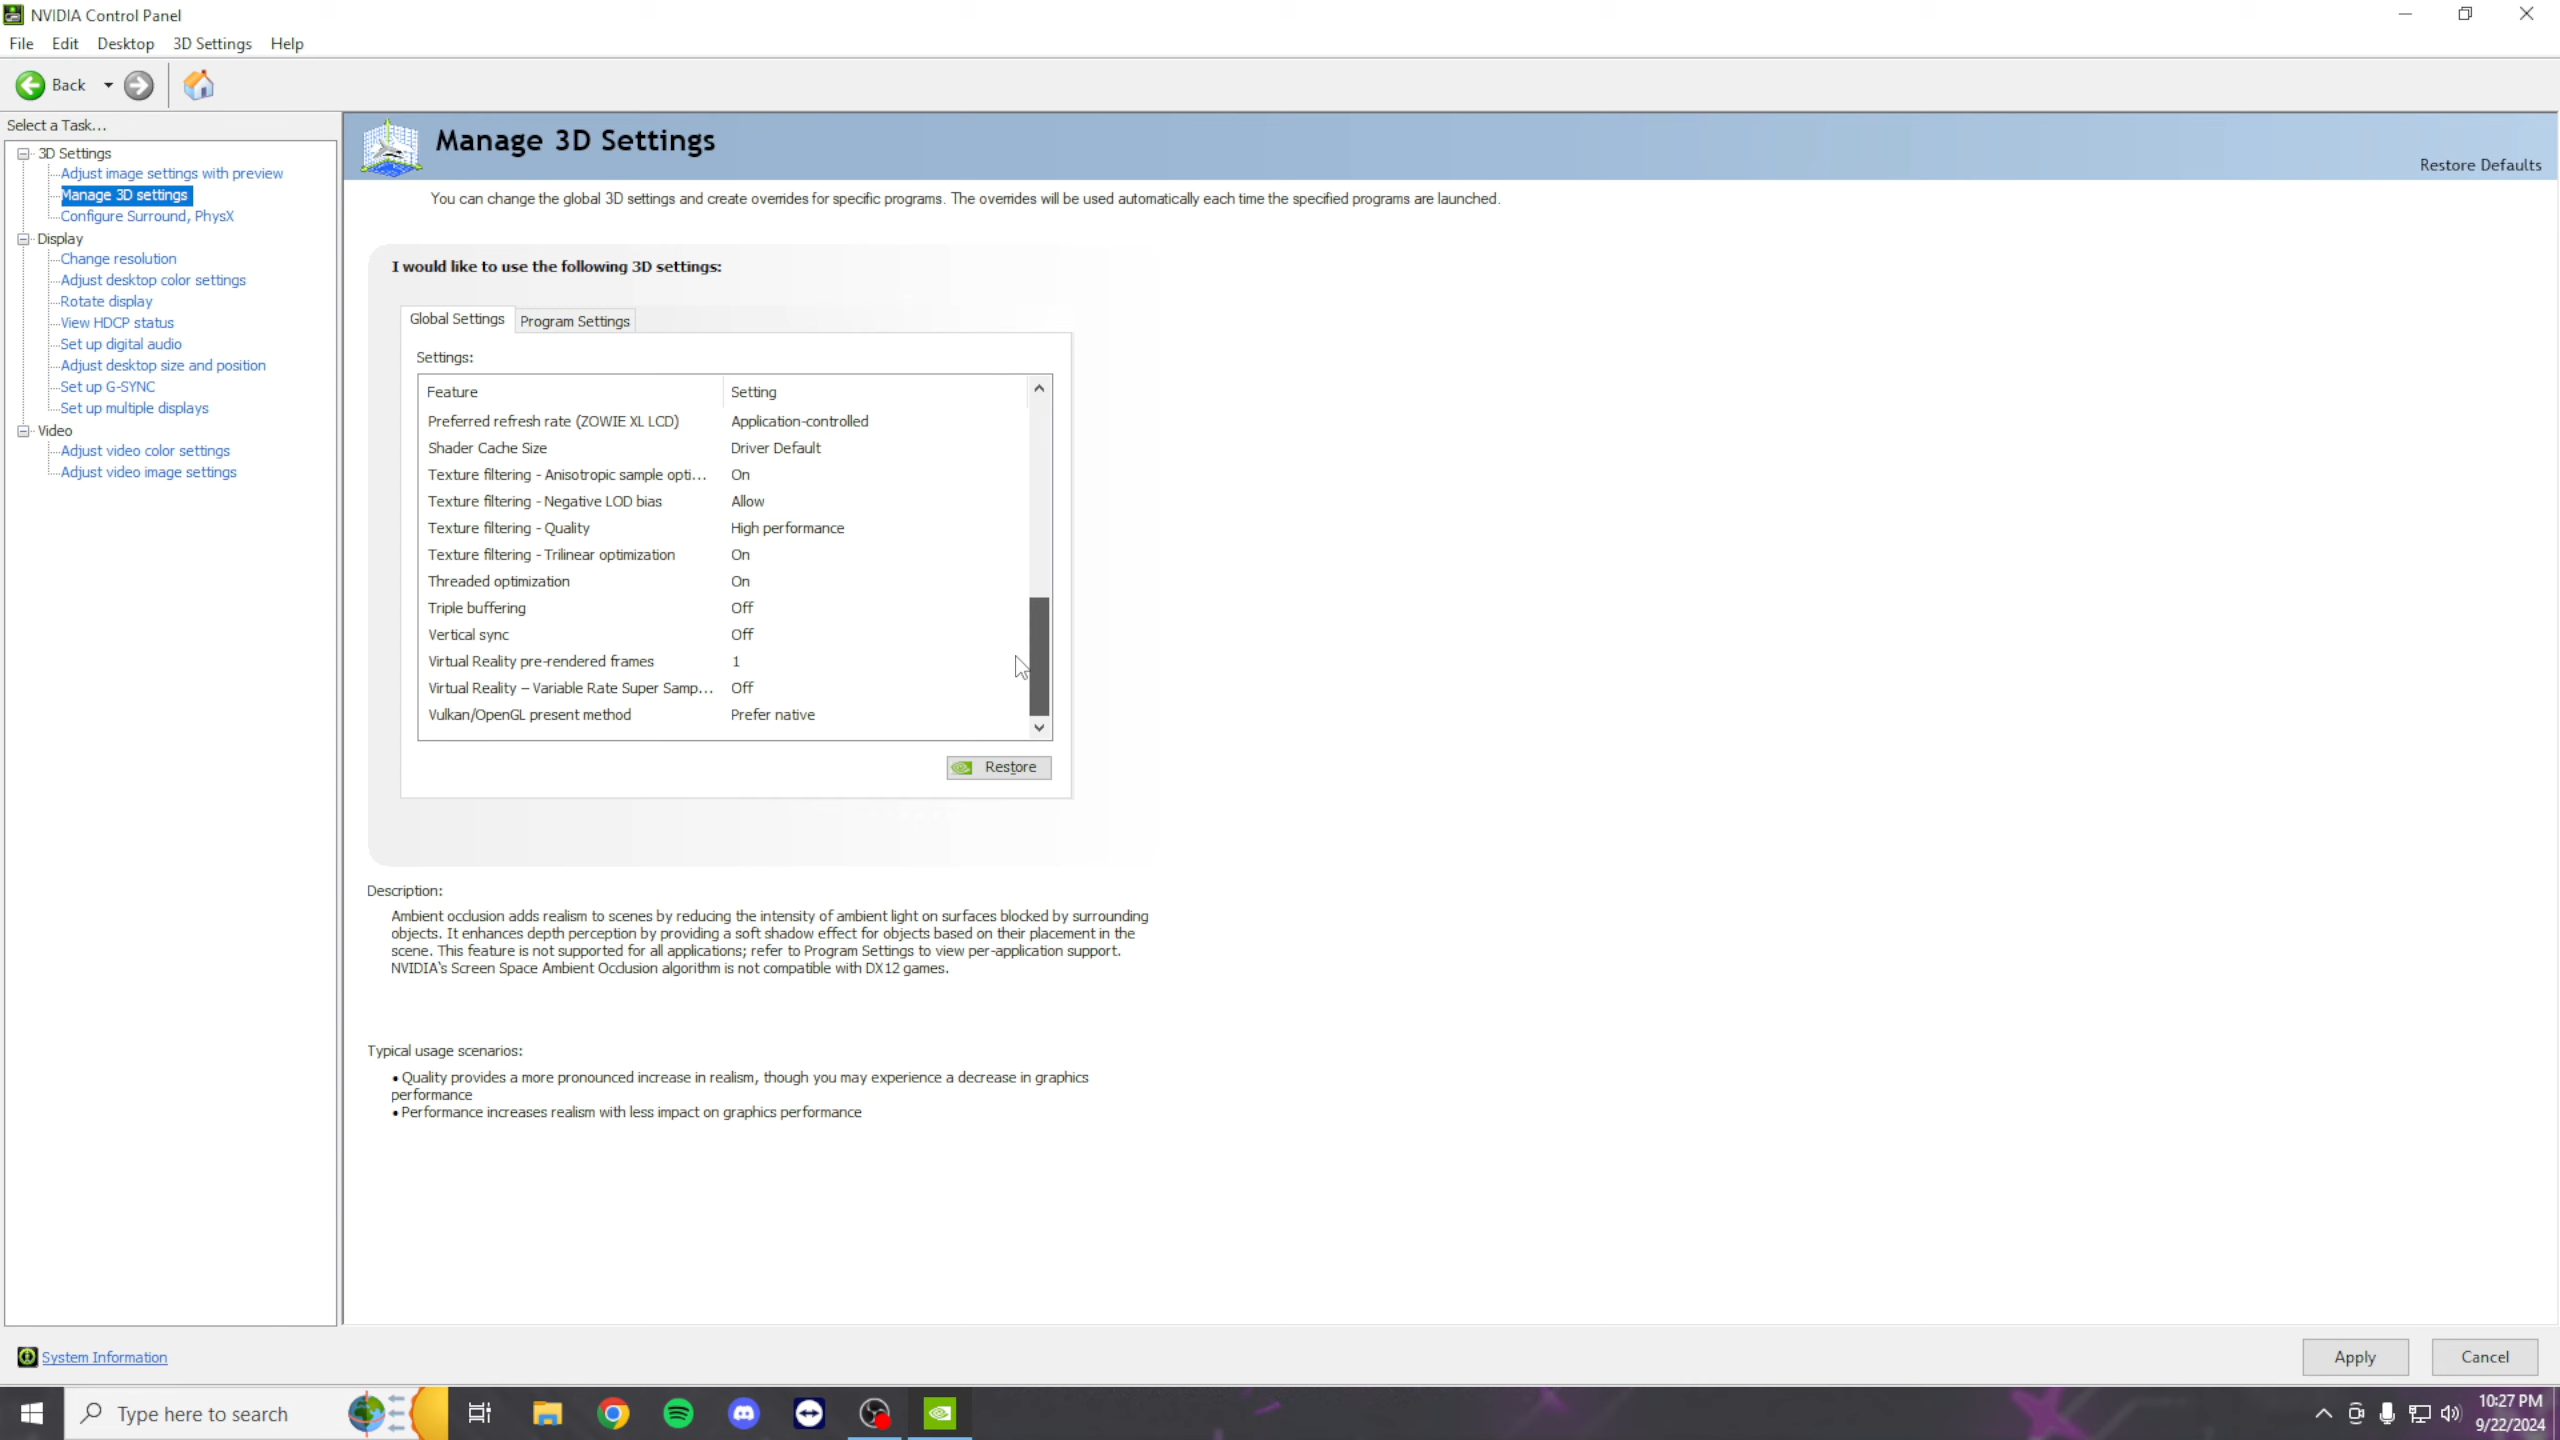 NVIDIA Control Panel
File Edit Desktop 3D Settings Help
Back
Select a Task...
3D Settings
Adjust image settings with preview
Manage 3D settings
Configure Surround, PhysX
Display
Change resolution
Adjust desktop color settings
Rotate display
View HDCP status
Set up digital audio
Adjust desktop size and position
Set up G-SYNC
Set up multiple displays
Video
Adjust video color settings
Adjust video image settings
Manage 3D Settings
Restore Defaults
You can change the global 3D settings and create overrides for specific programs. The overrides will be used automatically each time the specified programs are launched.
I would like to use the following 3D settings:
Global Settings Program Settings
Settings:
Feature Setting
Preferred refresh rate (ZOWIE XL LCD) Application-controlled
Shader Cache Size Driver Default
Texture filtering - Anisotropic sample opti... On
Texture filtering - Negative LOD bias Allow
Texture filtering - Quality High performance
Texture filtering - Trilinear optimization On
Threaded optimization On
Triple buffering Off
Vertical sync Off
Virtual Reality pre-rendered frames 1
Virtual Reality – Variable Rate Super Samp... Off
Vulkan/OpenGL present method Prefer native
Restore
Description:
Ambient occlusion adds realism to scenes by reducing the intensity of ambient light on surfaces blocked by surrounding
objects. It enhances depth perception by providing a soft shadow effect for objects based on their placement in the
scene. This feature is not supported for all applications; refer to Program Settings to view per-application support.
NVIDIA's Screen Space Ambient Occlusion algorithm is not compatible with DX12 games.
Typical usage scenarios:
• Quality provides a more pronounced increase in realism, though you may experience a decrease in graphics
performance
• Performance increases realism with less impact on graphics performance
System Information
Apply Cancel
Type here to search
10:27 PM
9/22/2024